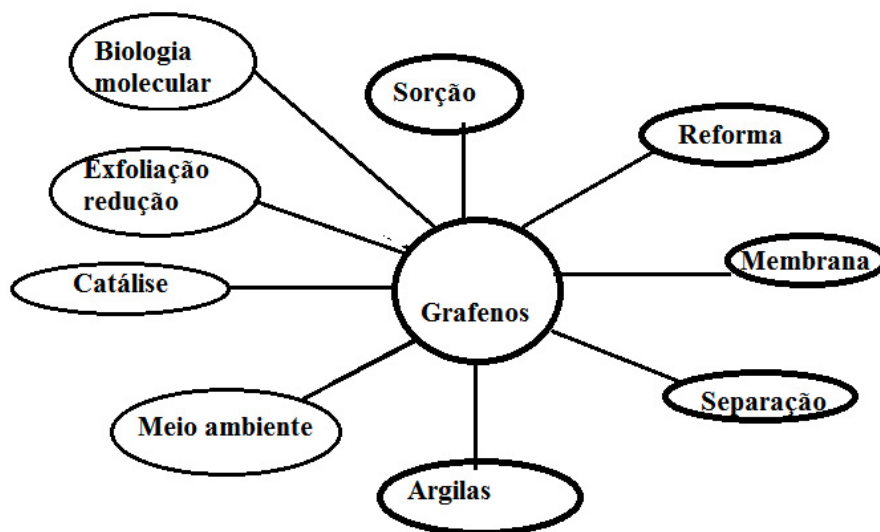 Biologia
molecular
Sorção
Reforma
Exfoliação
redução
Membrana
Catálise
Grafenos
Separação
Meio ambiente
Argilas